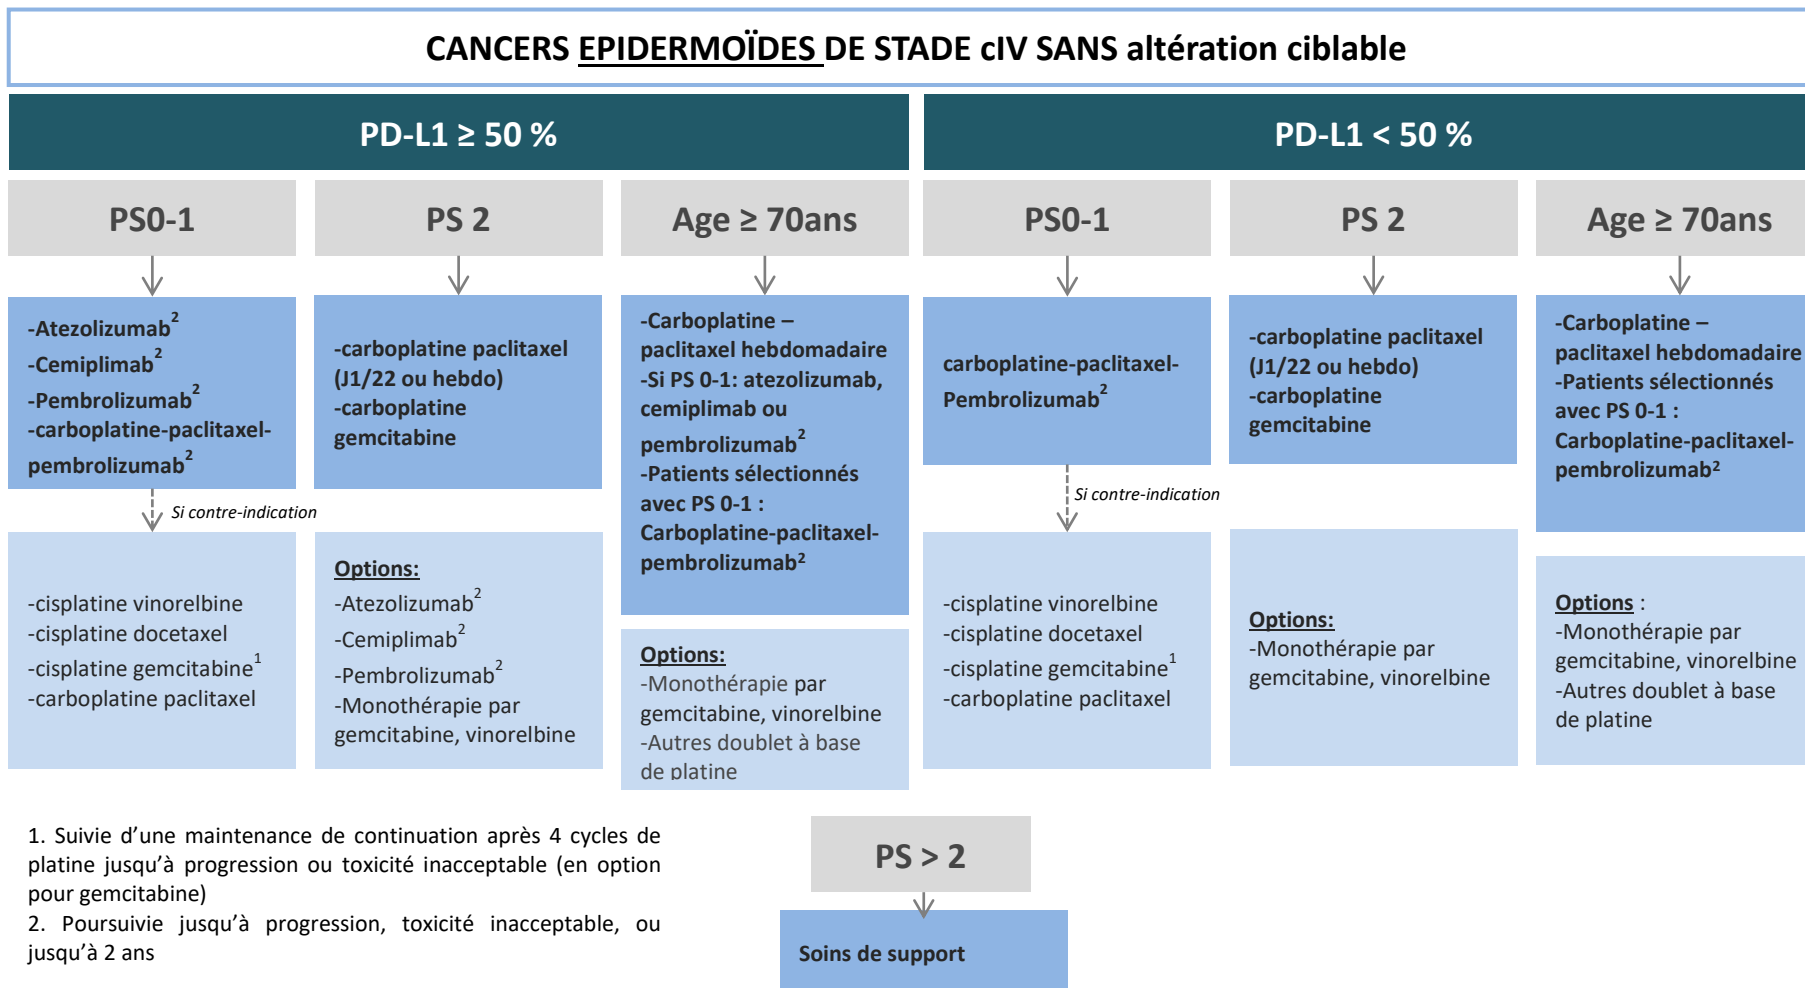 CANCERS EPIDERMOÏDES DE STADE cIV SANS altération ciblable
PD-L1 ≥ 50 %
PD-L1 < 50 %
PS0-1
PS 2
Age ≥ 70ans
PS0-1
PS 2
Age ≥ 70ans
-Atezolizumab²
-Cemiplimab²
-Pembrolizumab²
-carboplatine-paclitaxel-
pembrolizumab²
Si contre-indication
-cisplatine vinorelbine
-cisplatine docetaxel
-cisplatine gemcitabine¹
-carboplatine paclitaxel
-carboplatine paclitaxel
(J1/22 ou hebdo)
-carboplatine
gemcitabine
Options:
-Atezolizumab²
-Cemiplimab²
-Pembrolizumab²
-Monothérapie par
gemcitabine, vinorelbine
-Carboplatine –
paclitaxel hebdomadaire
-Si PS 0-1: atezolizumab,
cemiplimab ou
pembrolizumab²
-Patients sélectionnés
avec PS 0-1 :
Carboplatine-paclitaxel-
pembrolizumab²
Options:
-Monothérapie par
gemcitabine, vinorelbine
-Autres doublet à base
de platine
carboplatine-paclitaxel-
Pembrolizumab²
Si contre-indication
-cisplatine vinorelbine
-cisplatine docetaxel
-cisplatine gemcitabine¹
-carboplatine paclitaxel
-carboplatine paclitaxel
(J1/22 ou hebdo)
-carboplatine
gemcitabine
Options:
-Monothérapie par
gemcitabine, vinorelbine
-Carboplatine –
paclitaxel hebdomadaire
-Patients sélectionnés
avec PS 0-1 :
Carboplatine-paclitaxel-
pembrolizumab²
Options :
-Monothérapie par
gemcitabine, vinorelbine
-Autres doublet à base
de platine
1. Suivie d’une maintenance de continuation après 4 cycles de
platine jusqu’à progression ou toxicité inacceptable (en option
pour gemcitabine)
2. Poursuivie jusqu’à progression, toxicité inacceptable, ou
jusqu’à 2 ans
PS > 2
Soins de support